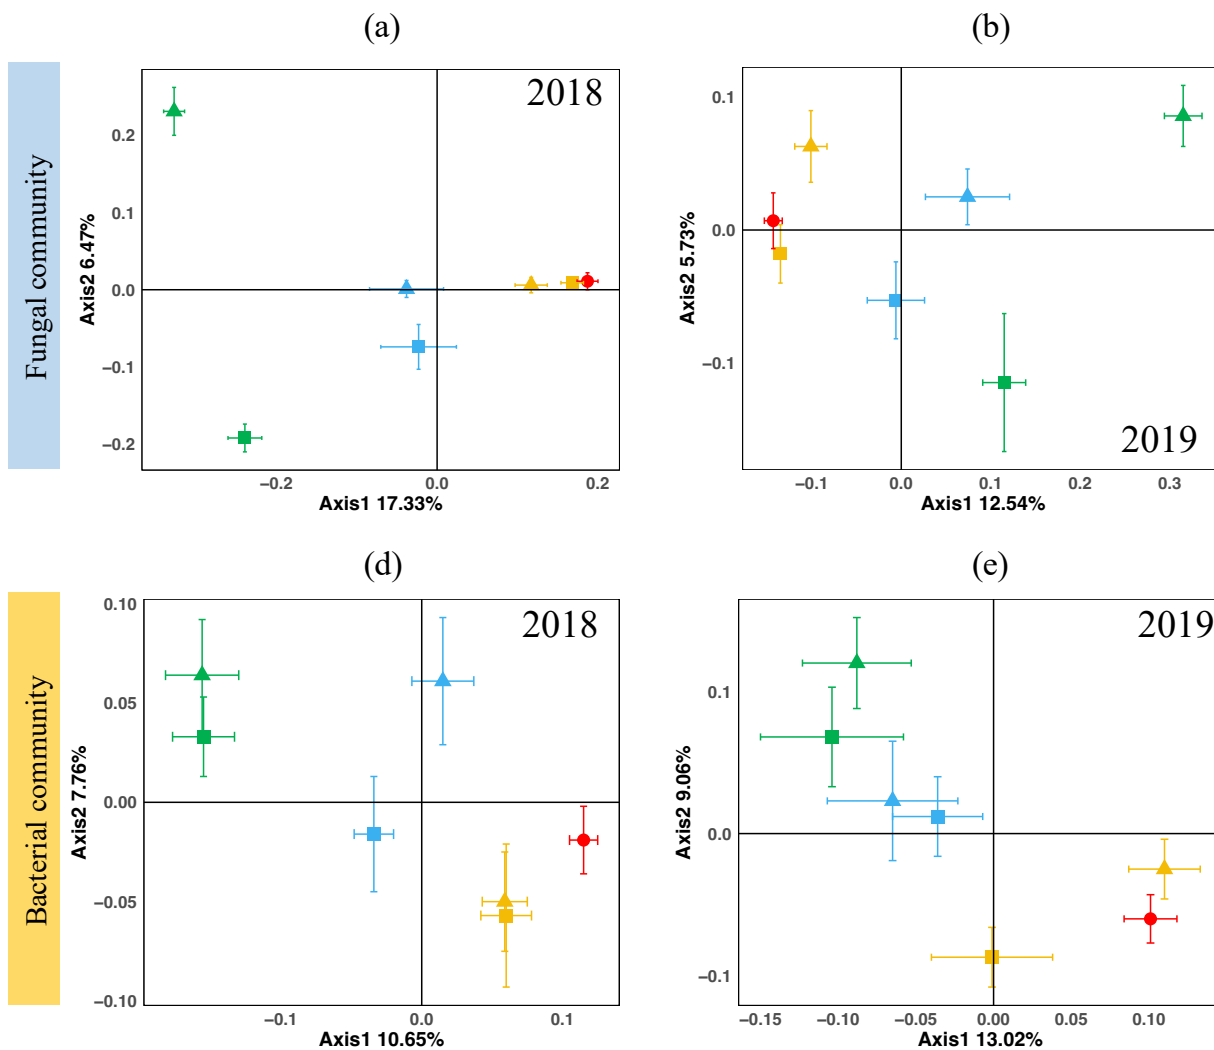 (a)
(b)
Fungal community
2018
Axis2 6.47%
0.2
0.1
0.0
−0.1
−0.2
−0.2
0.0
0.2
Axis1 17.33%
2019
Axis2 5.73%
0.1
0.0
−0.1
−0.1
0.0
0.1
0.2
0.3
Axis1 12.54%
(d)
(e)
Bacterial community
2018
Axis2 7.76%
0.10
0.05
0.00
−0.05
−0.10
−0.1
0.0
0.1
Axis1 10.65%
2019
Axis2 9.06%
0.1
0.0
−0.1
−0.15
−0.10
−0.05
0.00
0.05
0.10
Axis1 13.02%